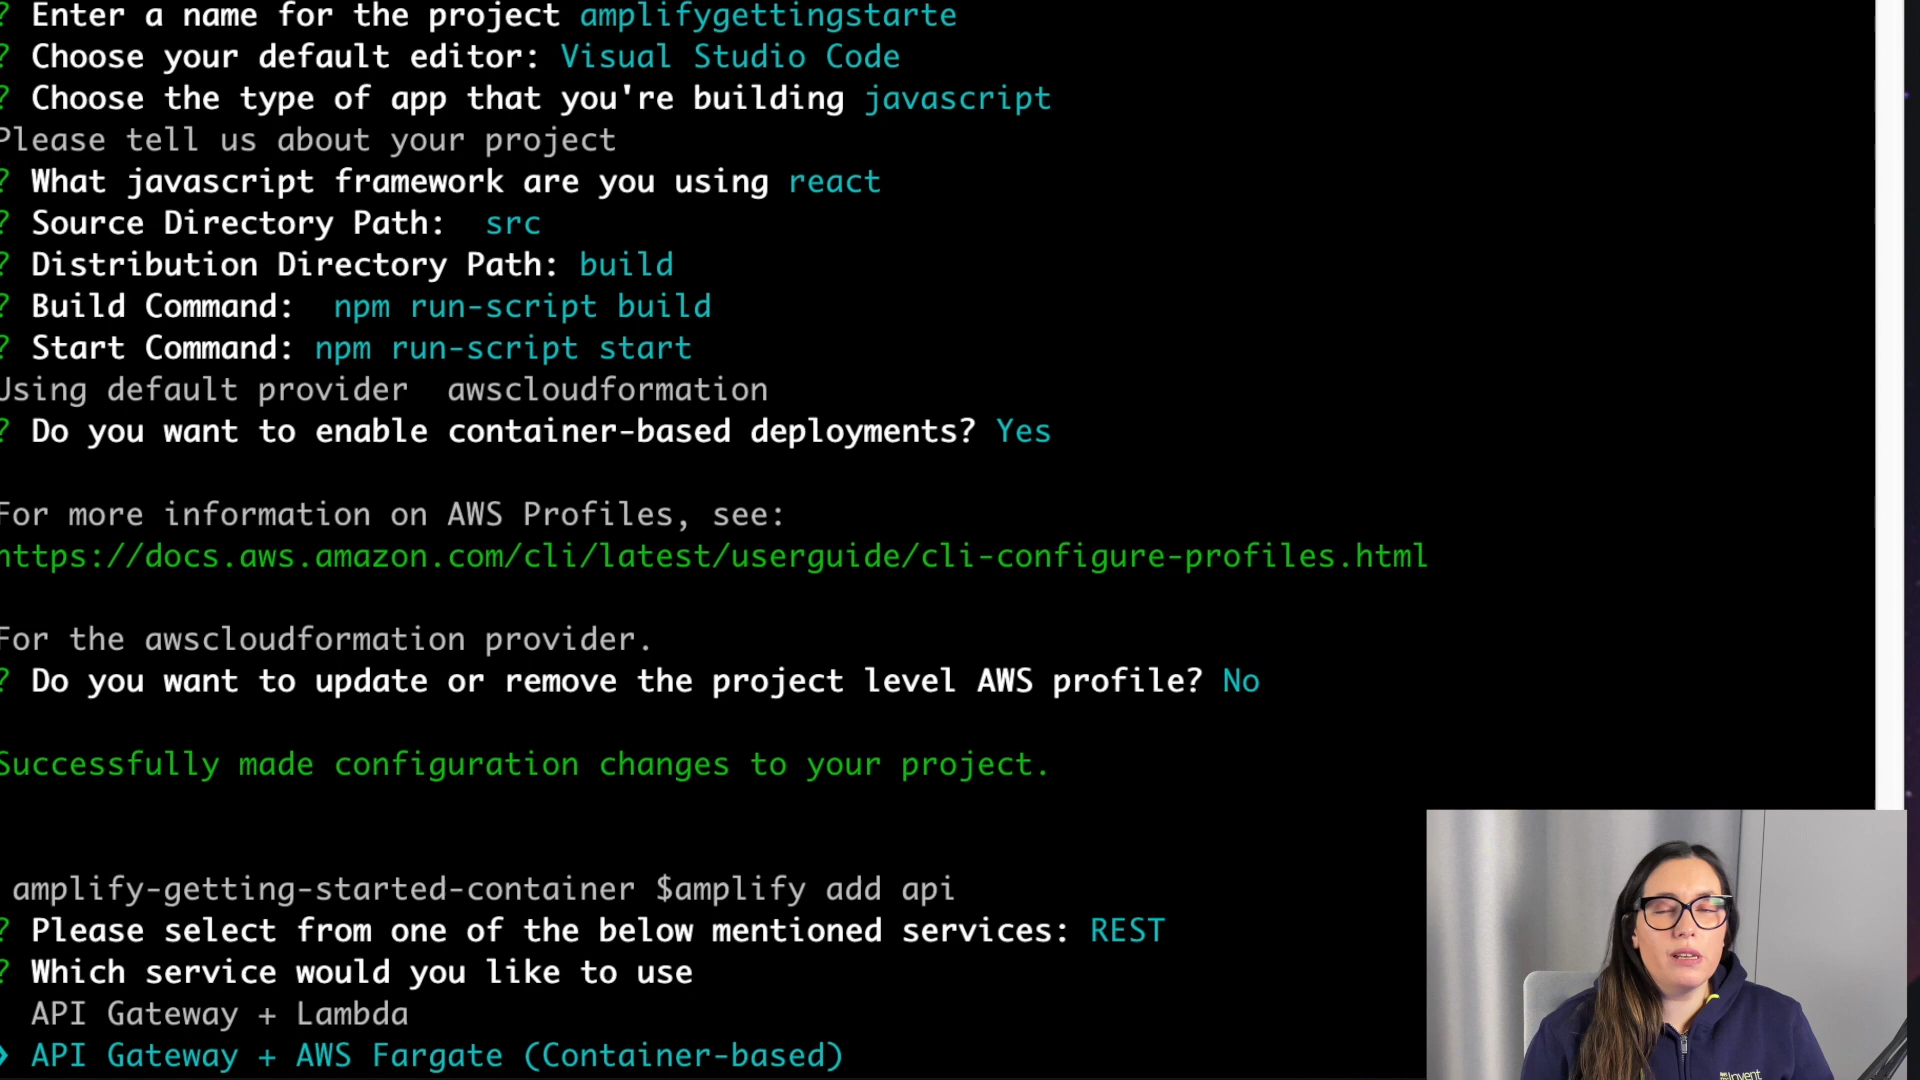 ? Enter a name for the project amplifygettingstarte
? Choose your default editor: Visual Studio Code
? Choose the type of app that you're building javascript
Please tell us about your project
? What javascript framework are you using react
? Source Directory Path:  src
? Distribution Directory Path: build
? Build Command:  npm run-script build
? Start Command: npm run-script start
Using default provider  awscloudformation
? Do you want to enable container-based deployments? Yes
For more information on AWS Profiles, see:
https://docs.aws.amazon.com/cli/latest/userguide/cli-configure-profiles.html
For the awscloudformation provider.
? Do you want to update or remove the project level AWS profile? No
Successfully made configuration changes to your project.
amplify-getting-started-container $amplify add api
? Please select from one of the below mentioned services: REST
? Which service would you like to use
API Gateway + Lambda
❯ API Gateway + AWS Fargate (Container-based)
Invent